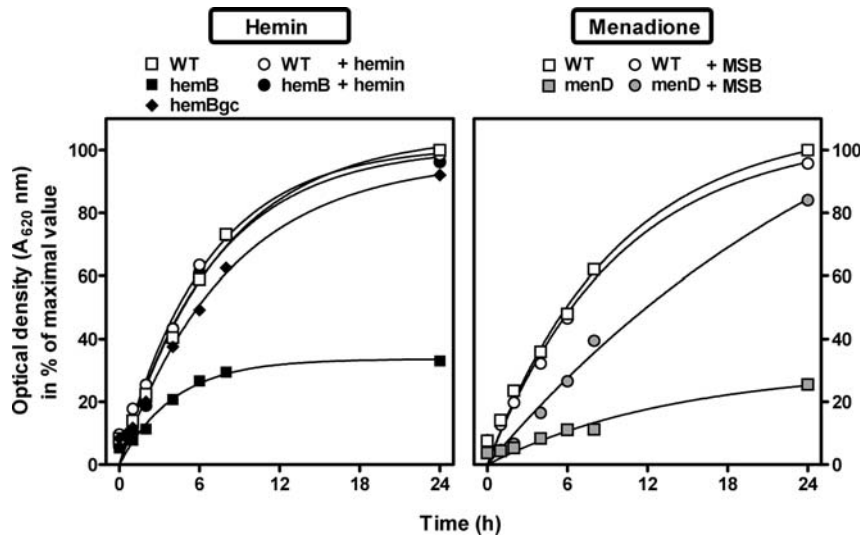 Hemin
Menadione
WT
WT + hemin
hemB
hemB + hemin
hemBgc
WT
WT + MSB
menD
menD + MSB
Optical density (A620 nm)
in % of maximal value
100
80
60
40
20
0
0 6 12 18 24
100
80
60
40
20
0
0 6 12 18 24
Time (h)